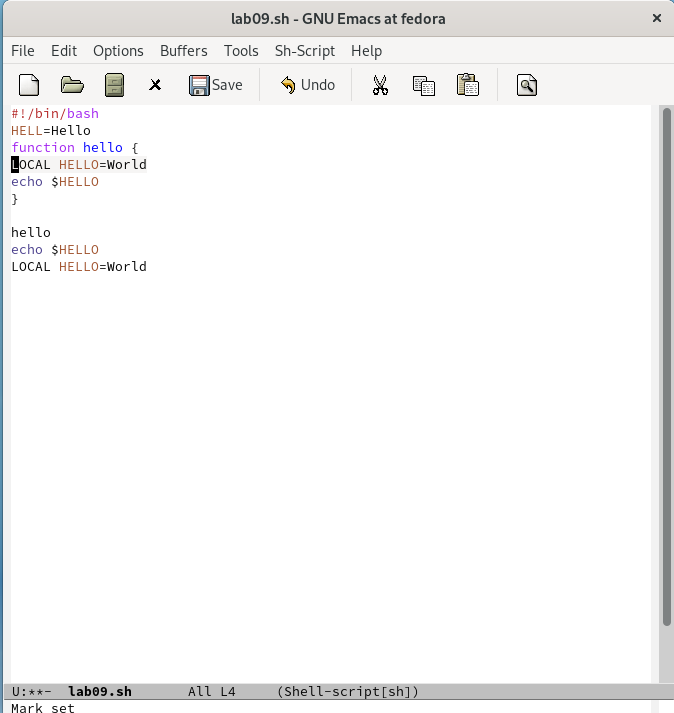 lab09.sh - GNU Emacs at fedora
File Edit Options Buffers Tools Sh-Script Help
Save Undo
#!/bin/bash
HELL=Hello
function hello {
LOCAL HELLO=World
echo $HELLO
}
hello
echo $HELLO
LOCAL HELLO=World
U:**- lab09.sh All L4 (Shell-script[sh])
Mark set